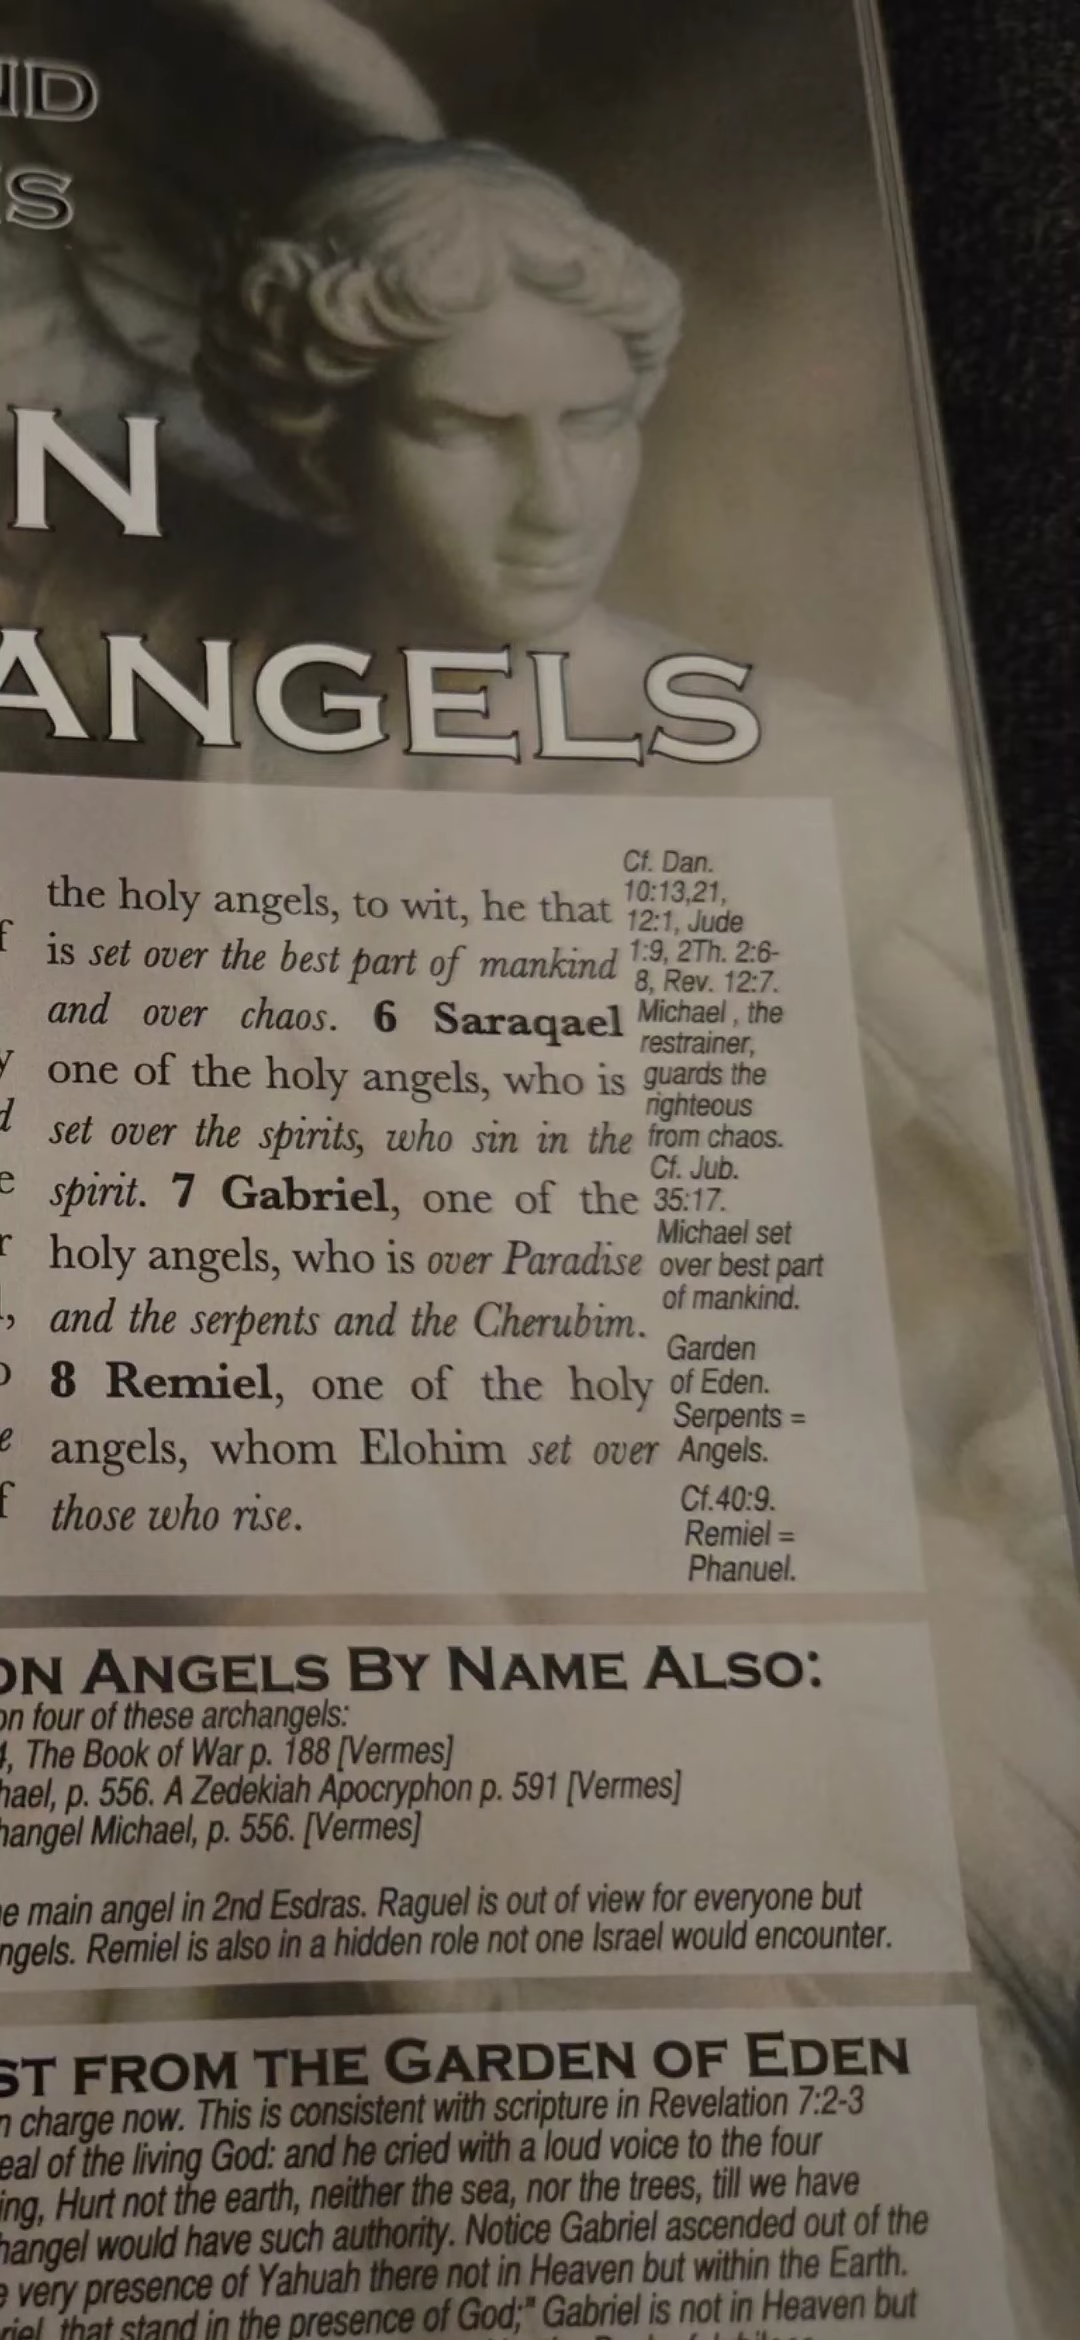 ND
S
N
ANGELS
the holy angels, to wit, he that
is set over the best part of mankind
and over chaos. 6 Saraqael
one of the holy angels, who is
set over the spirits, who sin in the
spirit. 7 Gabriel, one of the
holy angels, who is over Paradise
and the serpents and the Cherubim.
8 Remiel, one of the holy
angels, whom Elohim set over
those who rise.
Cf. Dan.
10:13,21,
12:1, Jude
1:9, 2Th. 2:6-
8, Rev. 12:7.
Michael , the
restrainer,
guards the
righteous
from chaos.
Cf. Jub.
35:17.
Michael set
over best part
of mankind.
Garden
of Eden.
Serpents =
Angels.
Cf.40:9.
Remiel =
Phanuel.
ON ANGELS BY NAME ALSO:
on four of these archangels:
4, The Book of War p. 188 [Vermes]
hael, p. 556. A Zedekiah Apocryphon p. 591 [Vermes]
hangel Michael, p. 556. [Vermes]
e main angel in 2nd Esdras. Raguel is out of view for everyone but
ngels. Remiel is also in a hidden role not one Israel would encounter.
ST FROM THE GARDEN OF EDEN
n charge now. This is consistent with scripture in Revelation 7:2-3
eal of the living God: and he cried with a loud voice to the four
ing, Hurt not the earth, neither the sea, nor the trees, till we have
hangel would have such authority. Notice Gabriel ascended out of the
e very presence of Yahuah there not in Heaven but within the Earth.
riel, that stand in the presence of God;" Gabriel is not in Heaven but